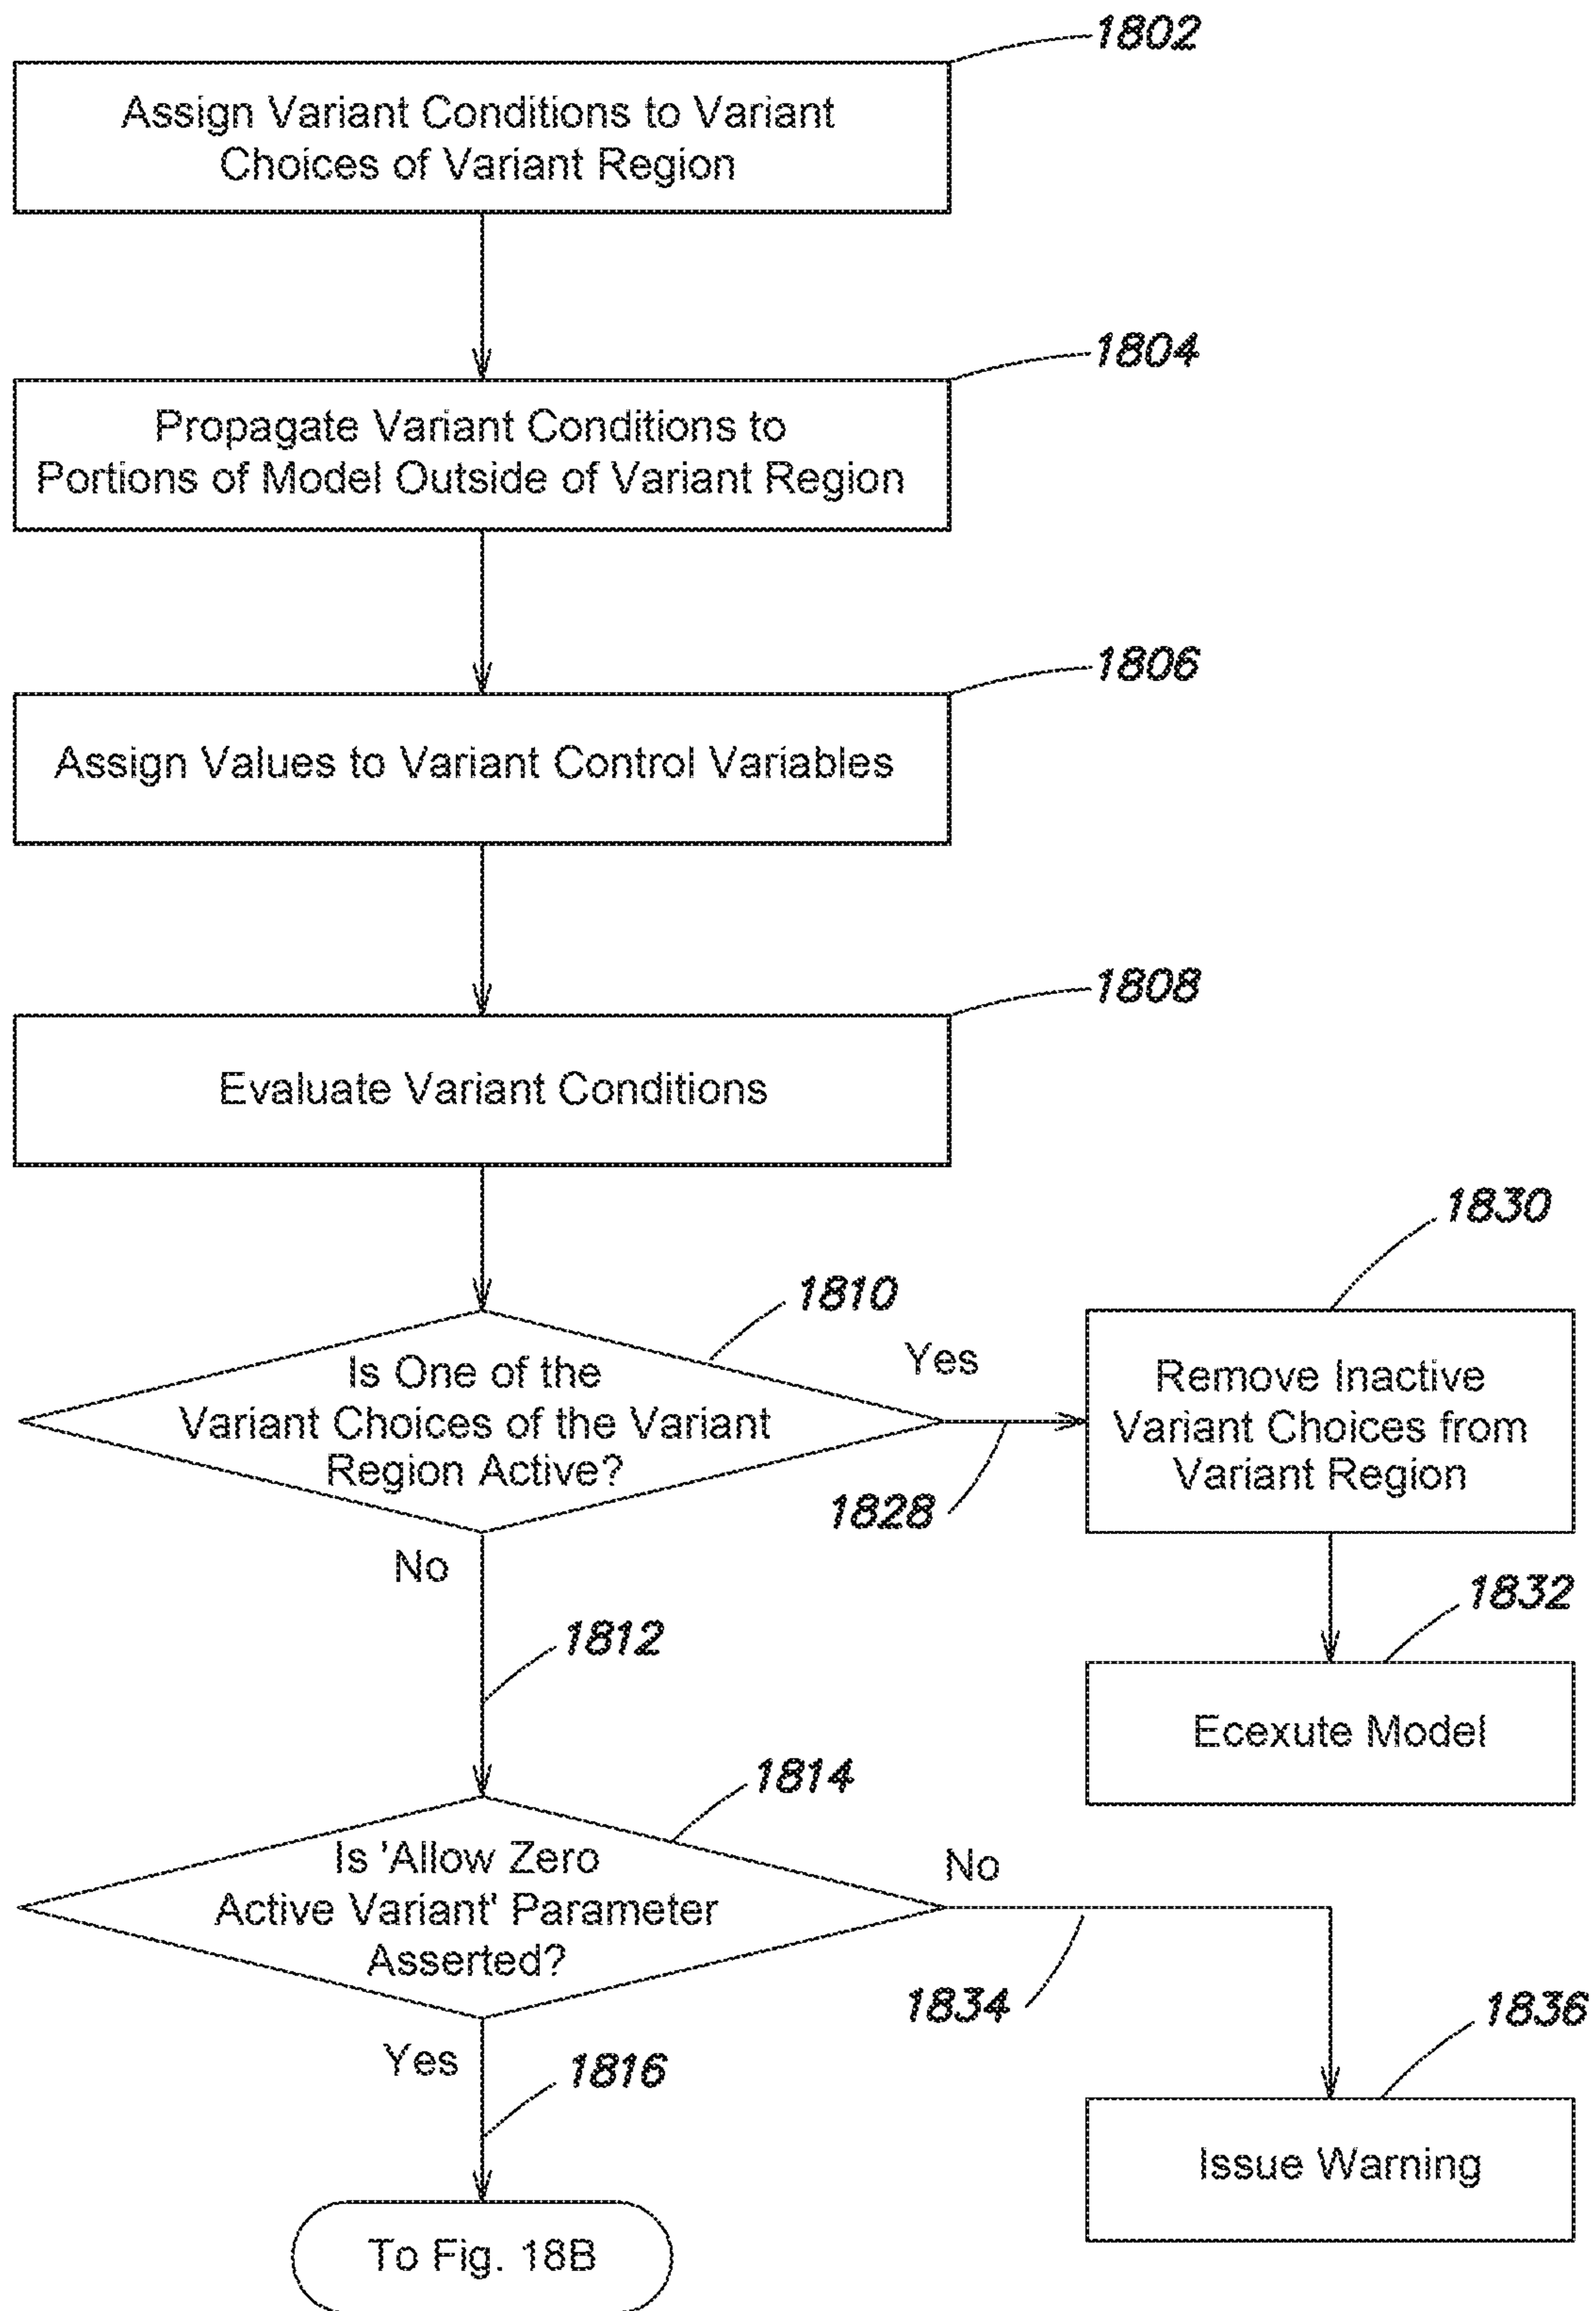 1802
Assign Variant Conditions to Variant
Choices of Variant Region
1804
Propagate Variant Conditions to
Portions of Model Outside of Variant Region
1806
Assign Values to Variant Control Variables
1808
Evaluate Variant Conditions
1810
Is One of the
Variant Choices of the Variant
Region Active?
Yes
1828
1830
Remove Inactive
Variant Choices from
Variant Region
1832
Ecexute Model
No
1812
1814
Is 'Allow Zero
Active Variant' Parameter
Asserted?
No
1834
1836
Issue Warning
Yes
1816
To Fig. 18B